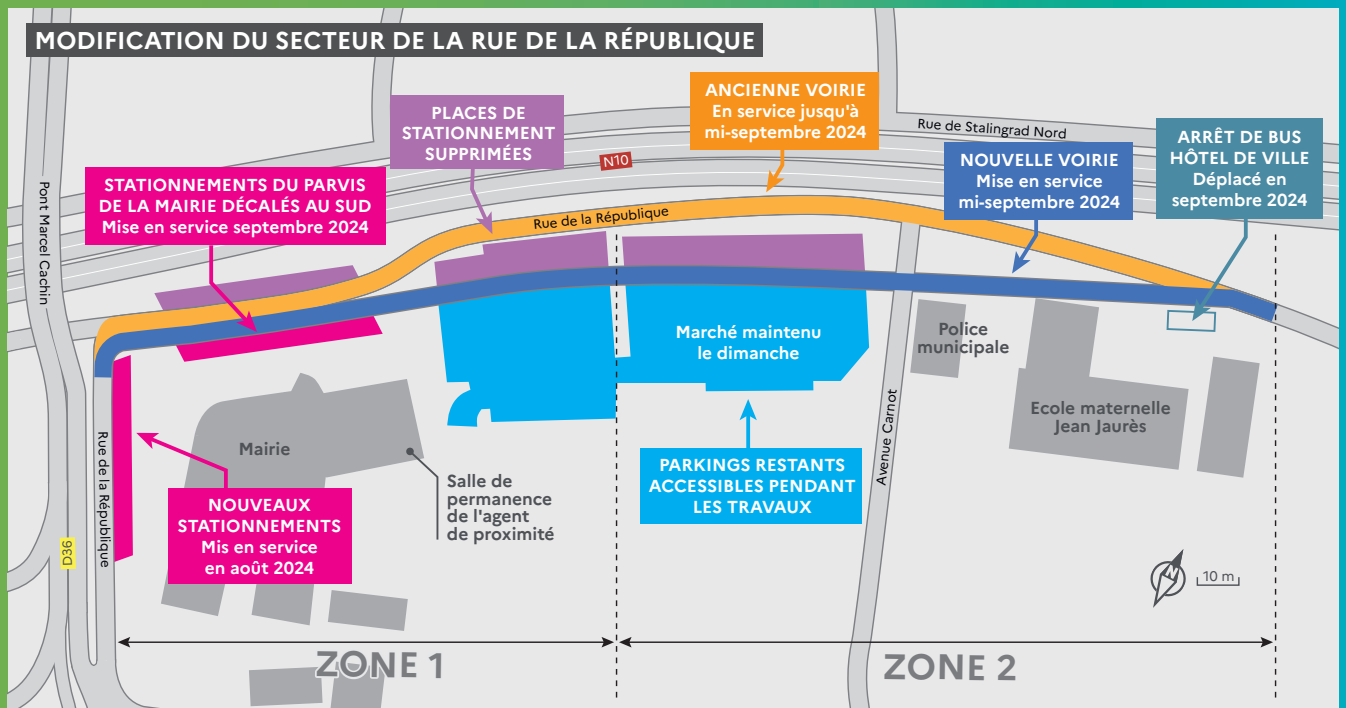 MODIFICATION DU SECTEUR DE LA RUE DE LA RÉPUBLIQUE
PLACES DE
STATIONNEMENT
SUPPRIMÉES
ANCIENNE VOIRIE
En service jusqu'à
mi-septembre 2024
Rue de Stalingrad Nord
ARRÊT DE BUS
HÔTEL DE VILLE
Déplacé en
septembre 2024
NOUVELLE VOIRIE
Mise en service
mi-septembre 2024
N10
STATIONNEMENTS DU PARVIS
DE LA MAIRIE DÉCALÉS AU SUD
Mise en service septembre 2024
Pont Marcel Cachin
Rue de la République
Marché maintenu
le dimanche
Police
municipale
Ecole maternelle
Jean Jaurès
Avenue Carnot
Mairie
Salle de
permanence
de l'agent
de proximité
PARKINGS RESTANTS
ACCESSIBLES PENDANT
LES TRAVAUX
Rue de la République
NOUVEAUX
STATIONNEMENTS
Mis en service
en août 2024
D36
N
10 m
ZONE 1
ZONE 2